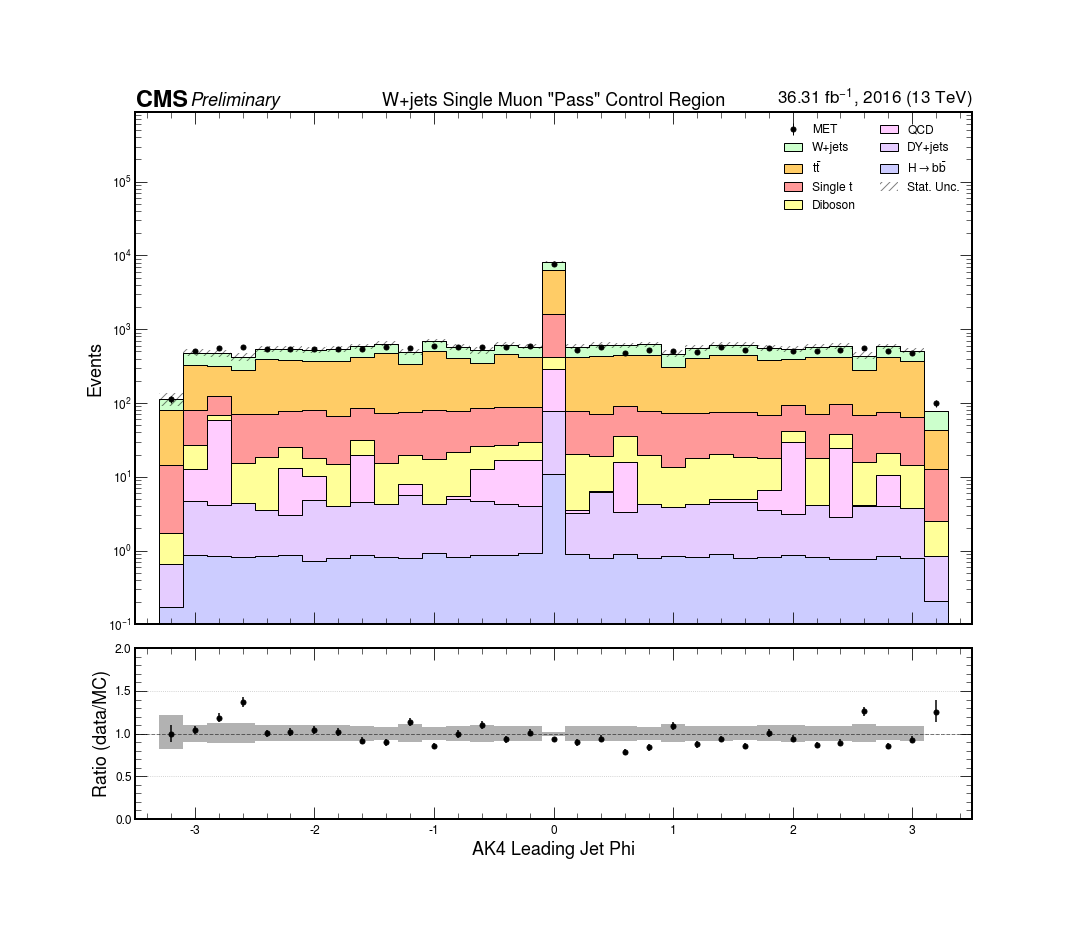 CMS Preliminary W+jets Single Muon "Pass" Control Region 36.31 fb⁻¹, 2016 (13 TeV)
MET QCD
W+jets DY+jets
tt̄ H→bb̄
Single t Stat. Unc.
Diboson
10⁵
10⁴
10³
10²
10¹
10⁰
10⁻¹
Events
2.0
1.5
1.0
0.5
0.0
Ratio (data/MC)
-3 -2 -1 0 1 2 3
AK4 Leading Jet Phi